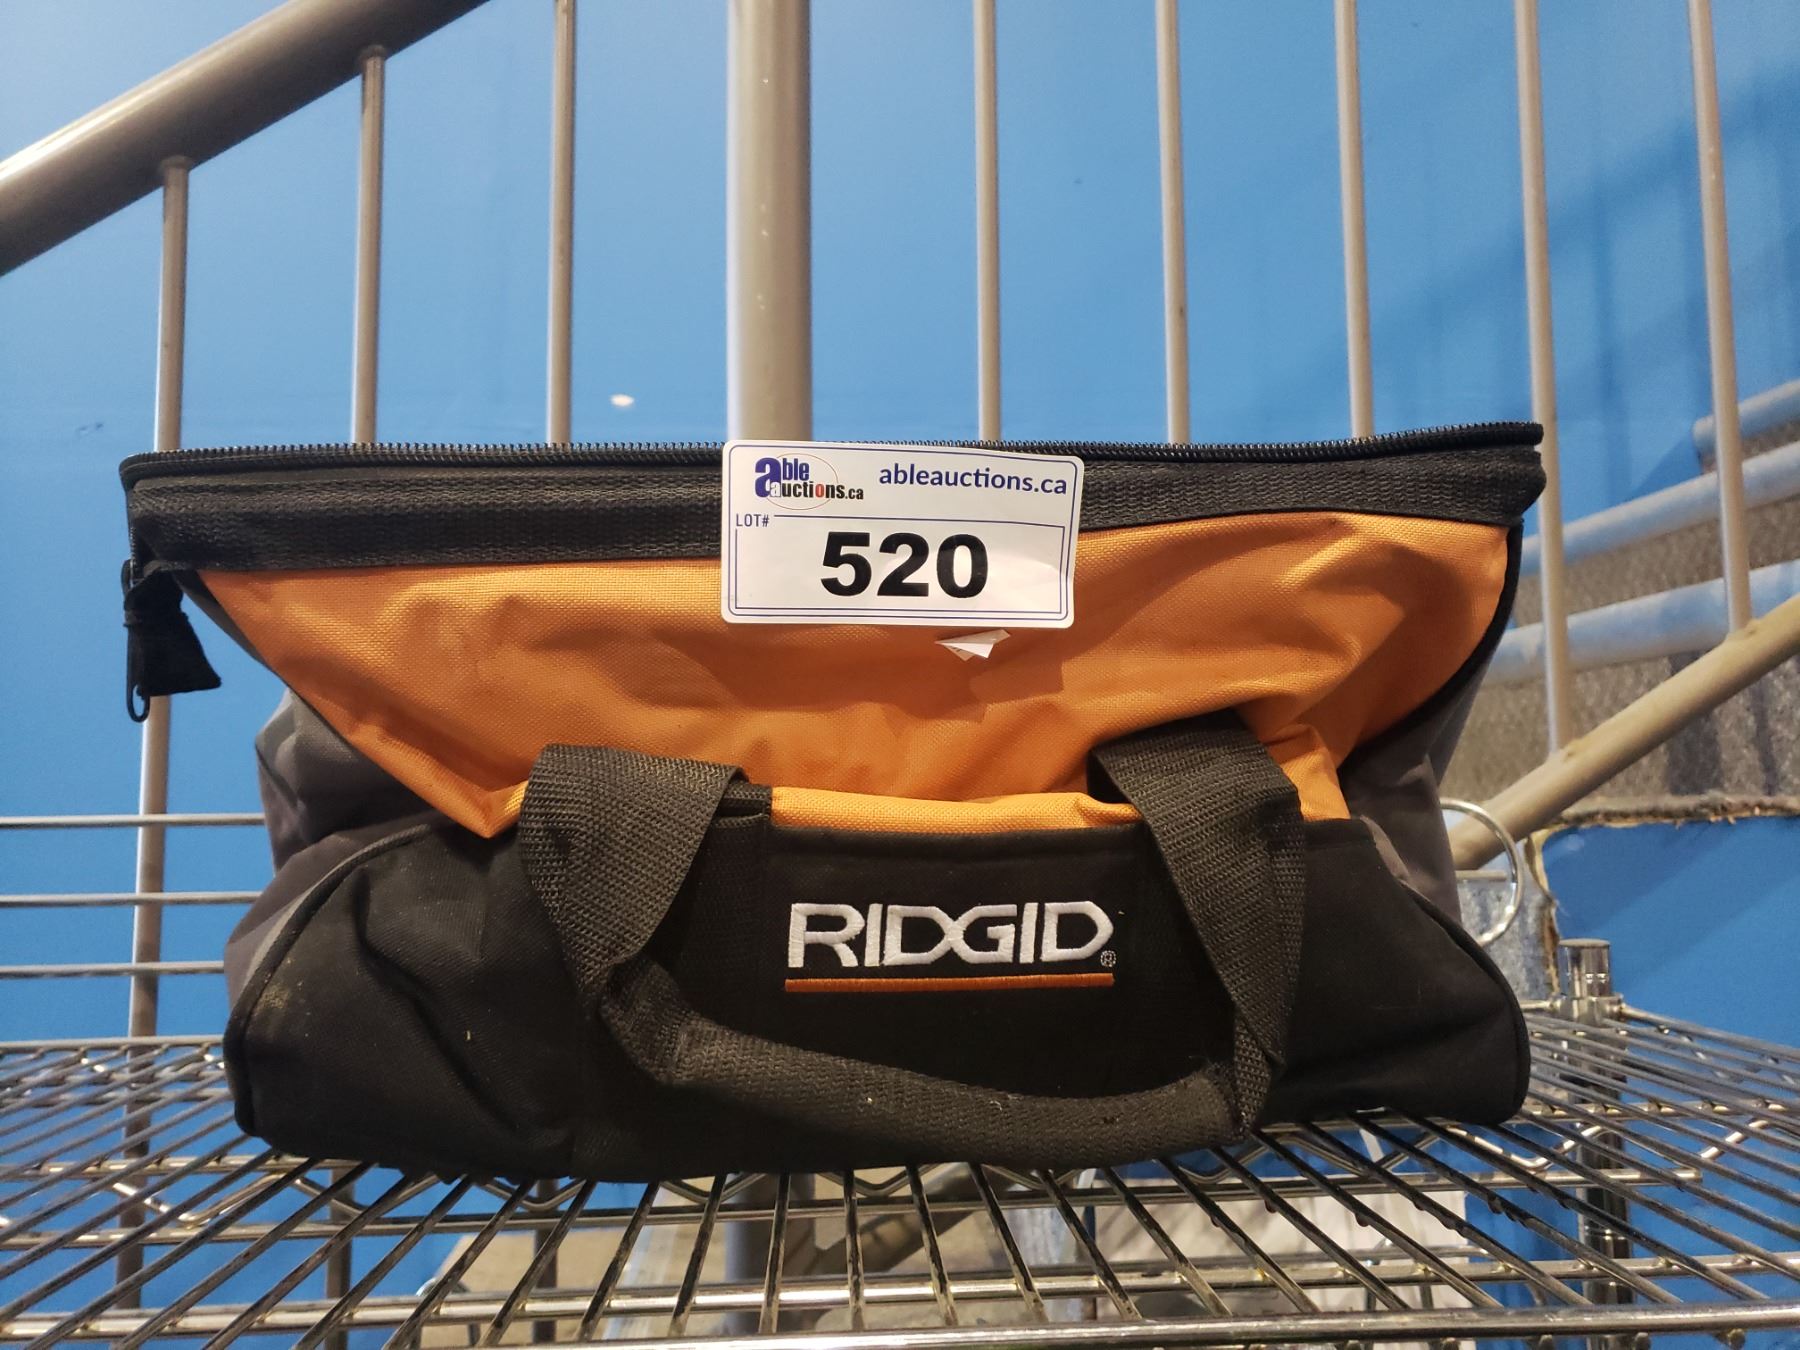 able auctions.ca
ableauctions.ca
LOT#
520
RIDGID®